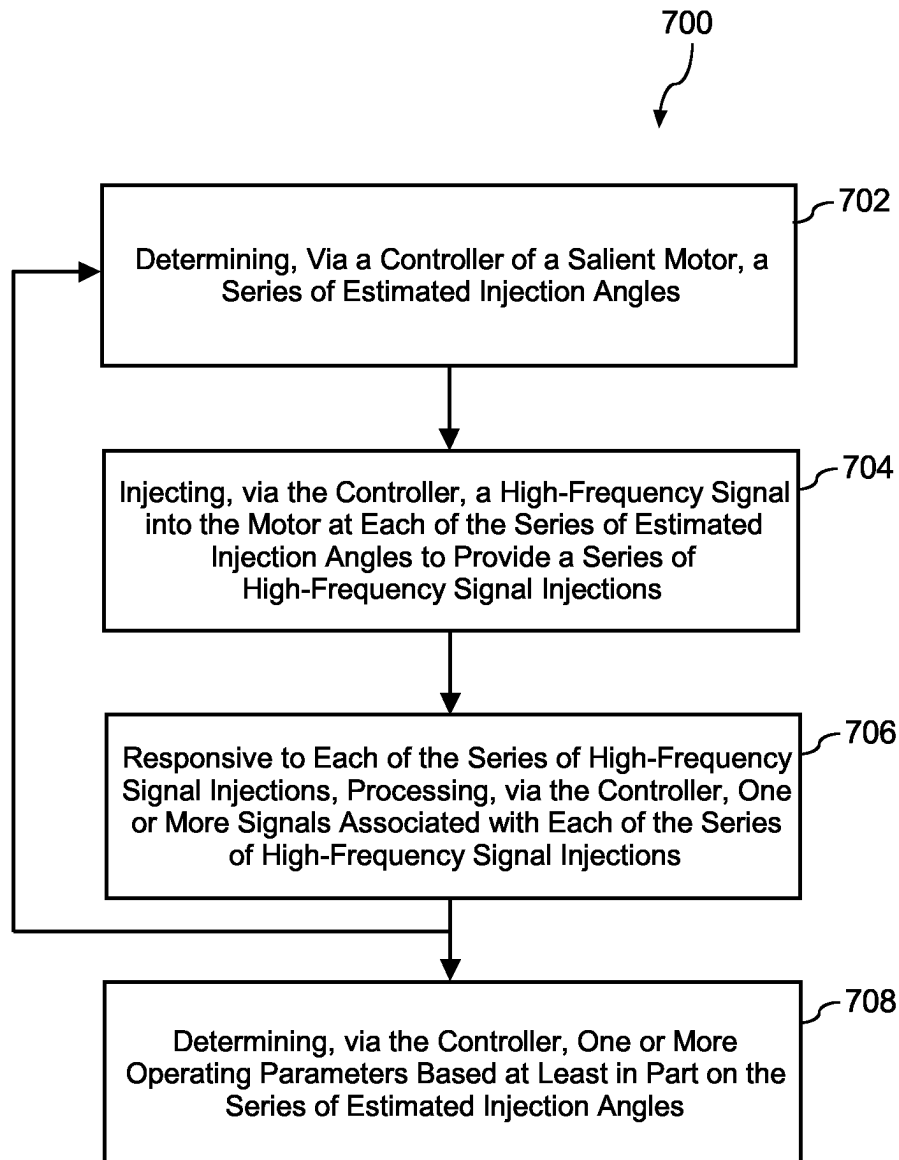 700
702
Determining, Via a Controller of a Salient Motor, a
Series of Estimated Injection Angles
704
Injecting, via the Controller, a High-Frequency Signal
into the Motor at Each of the Series of Estimated
Injection Angles to Provide a Series of
High-Frequency Signal Injections
706
Responsive to Each of the Series of High-Frequency
Signal Injections, Processing, via the Controller, One
or More Signals Associated with Each of the Series
of High-Frequency Signal Injections
708
Determining, via the Controller, One or More
Operating Parameters Based at Least in Part on the
Series of Estimated Injection Angles